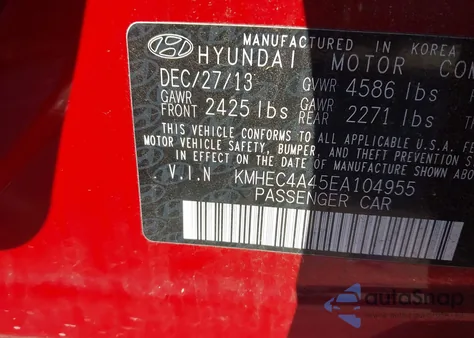 MANUFACTURED IN KOREA
HYUNDAI MOTOR
DEC/27/13 GVWR 4586 lbs
GAWR FRONT 2425 lbs GAWR REAR 2271 lbs
THIS VEHICLE CONFORMS TO ALL APPLICABLE U.S.A.
MOTOR VEHICLE SAFETY, BUMPER, AND THEFT PREVENTION
IN EFFECT ON THE DATE OF MANUFACTURE
V.I.N KMHEC4A45EA104955
PASSENGER CAR
autoSnap